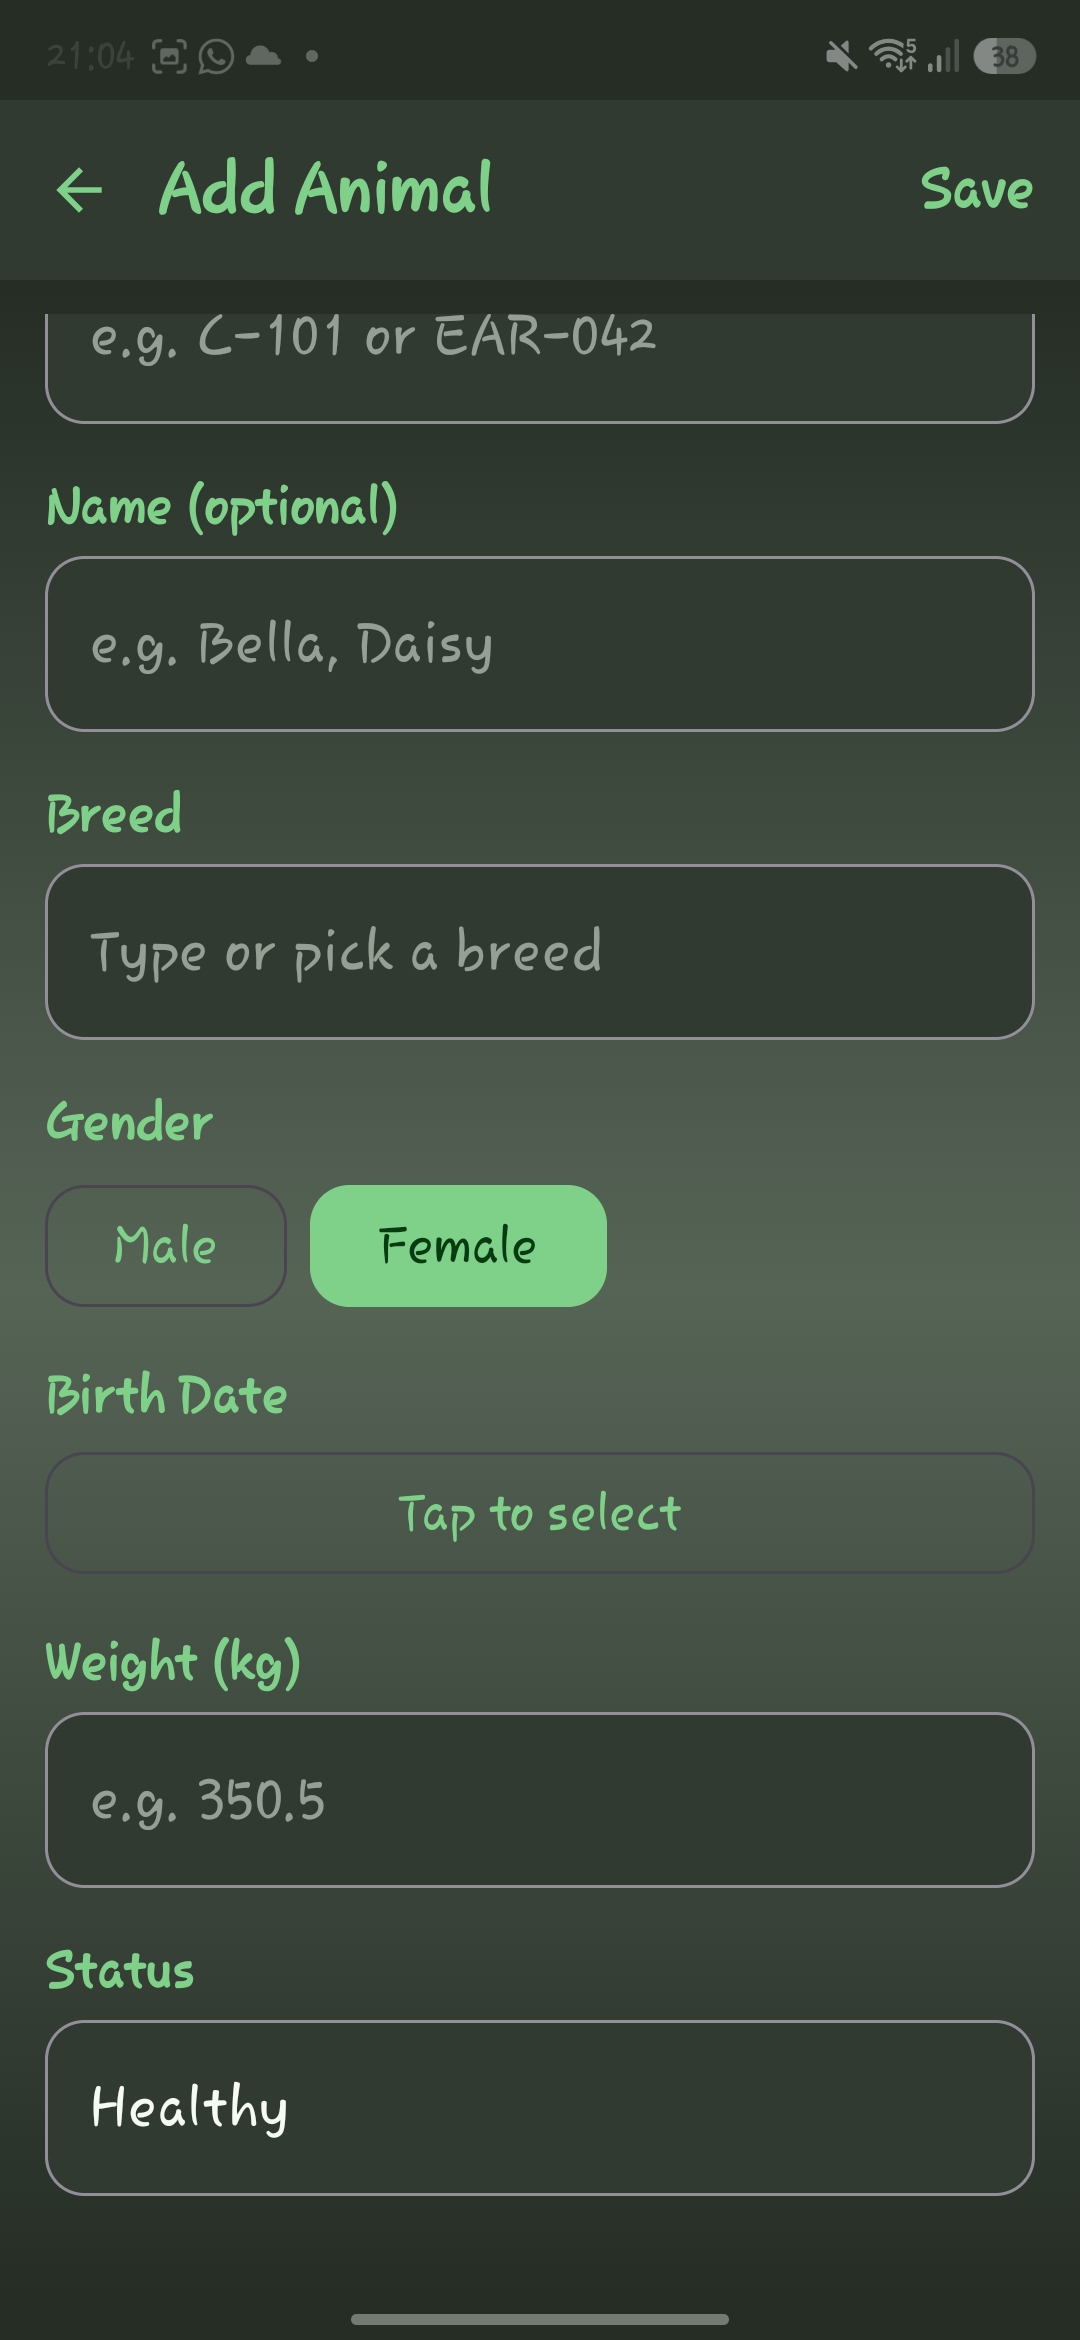 21:04
5
38
Add Animal
Save
e.g. C-101 or EAR-042
Name (optional)
e.g. Bella, Daisy
Breed
Type or pick a breed
Gender
Male
Female
Birth Date
Tap to select
Weight (kg)
e.g. 350.5
Status
Healthy